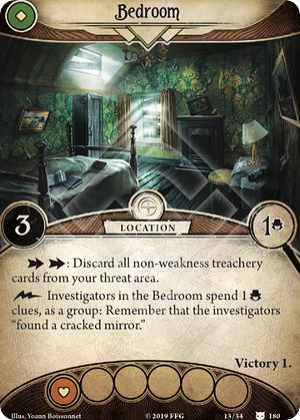 Bedroom
3
LOCATION
1
: Discard all non-weakness treachery
cards from your threat area.
Investigators in the Bedroom spend 1
clues, as a group: Remember that the investigators
"found a cracked mirror."
Victory 1.
Illus. Yoann Boissonnet
© 2019 FFG
13/34
180